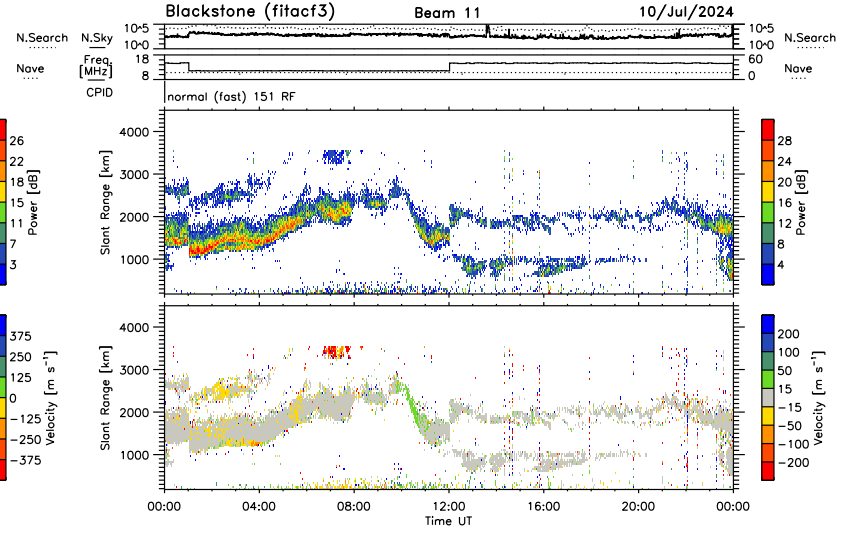 Blackstone (fitacf3) Beam 11 10/Jul/2024
N.Search N.Sky 10^5 10^0 10^5 10^0 N.Search
Nave Freq. [MHz] 18 8 60 0 Nave
CPID normal (fast) 151 RF
Power [dB] 26 22 18 15 11 7 3
Slant Range [km] 4000 3000 2000 1000
28 24 20 16 12 8 4 Power [dB]
375 250 125 0 −125 −250 −375 Velocity [m s⁻¹]
Slant Range [km] 4000 3000 2000 1000
200 100 50 15 −15 −50 −100 −200 Velocity [m s⁻¹]
00:00 04:00 08:00 12:00 16:00 20:00 00:00
Time UT